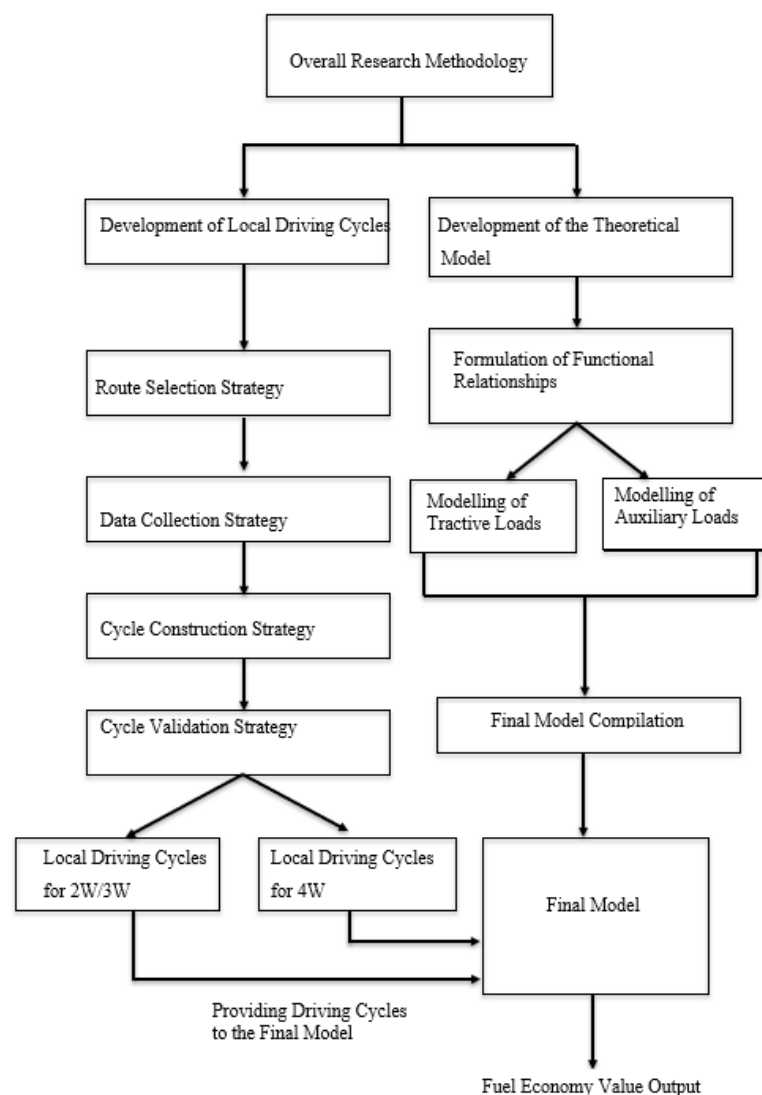 Overall Research Methodology
Development of Local Driving Cycles
Development of the Theoretical
Model
Route Selection Strategy
Formulation of Functional
Relationships
Data Collection Strategy
Modelling of
Tractive Loads
Modelling of
Auxiliary Loads
Cycle Construction Strategy
Cycle Validation Strategy
Final Model Compilation
Local Driving Cycles
for 2W/3W
Local Driving Cycles
for 4W
Final Model
Providing Driving Cycles
to the Final Model
Fuel Economy Value Output